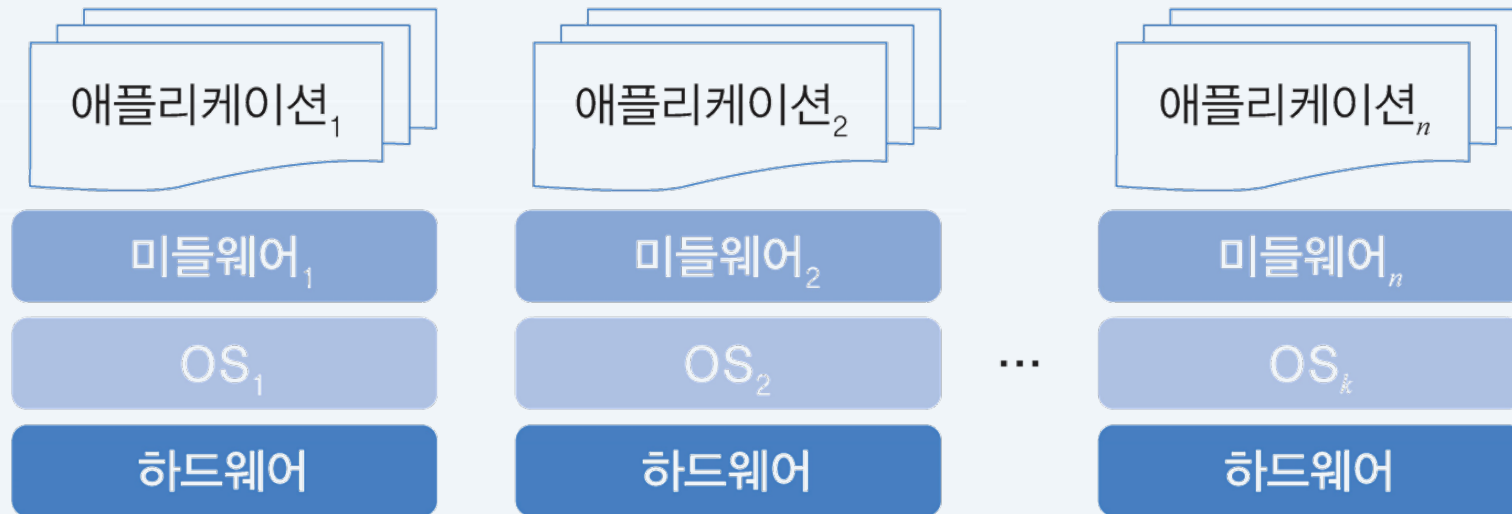 애플리케이션₁ 애플리케이션₂ 애플리케이션ₙ
미들웨어₁ 미들웨어₂ 미들웨어ₙ
OS₁ OS₂ … OSₖ
하드웨어 하드웨어 하드웨어